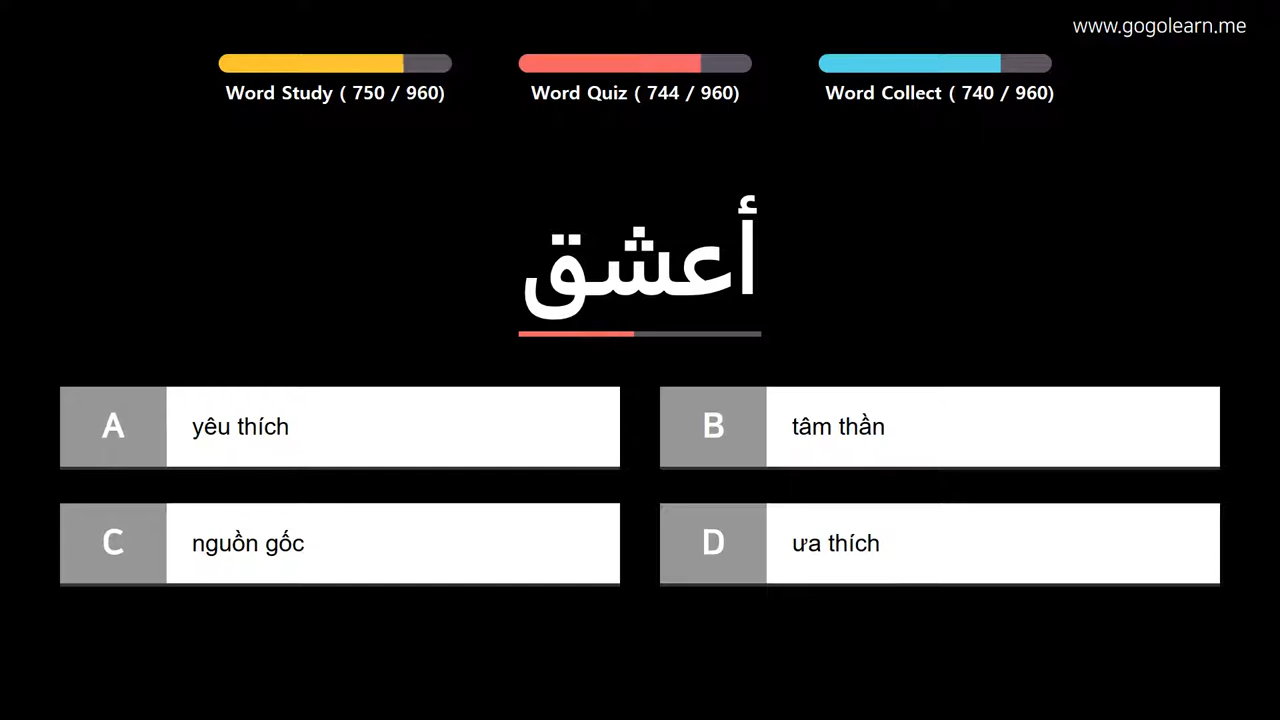 www.gogolearn.me
Word Study ( 750 / 960)
Word Quiz ( 744 / 960)
Word Collect ( 740 / 960)
أعشق
A yêu thích
B tâm thần
C nguồn gốc
D ưa thích